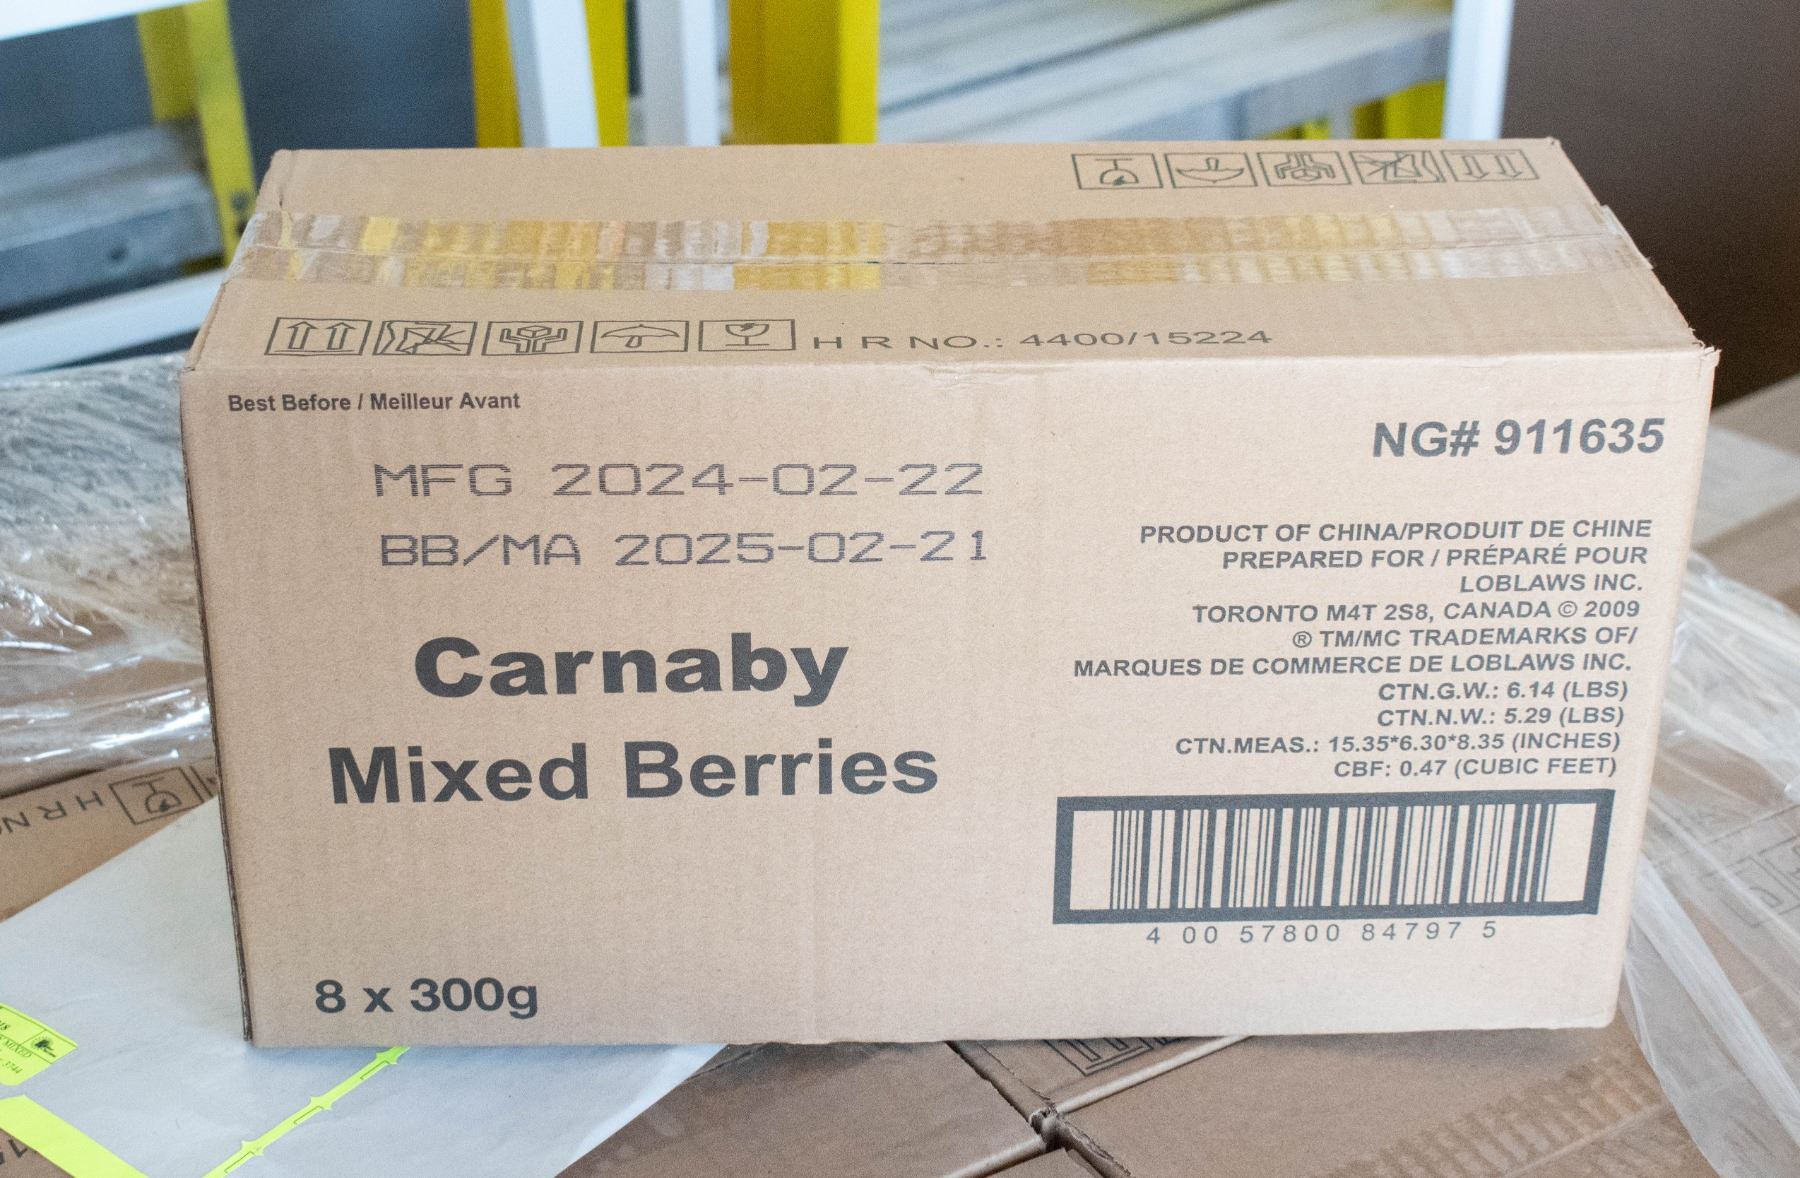 H R NO.: 4400/15224
Best Before / Meilleur Avant
MFG 2024-02-22
BB/MA 2025-02-21
Carnaby
Mixed Berries
8 x 300g
NG# 911635
PRODUCT OF CHINA/PRODUIT DE CHINE
PREPARED FOR / PRÉPARÉ POUR
LOBLAWS INC.
TORONTO M4T 2S8, CANADA © 2009
® TM/MC TRADEMARKS OF/
MARQUES DE COMMERCE DE LOBLAWS INC.
CTN.G.W.: 6.14 (LBS)
CTN.N.W.: 5.29 (LBS)
CTN.MEAS.: 15.35*6.30*8.35 (INCHES)
CBF: 0.47 (CUBIC FEET)
4 00 57800 84797 5
H R N
MIXED